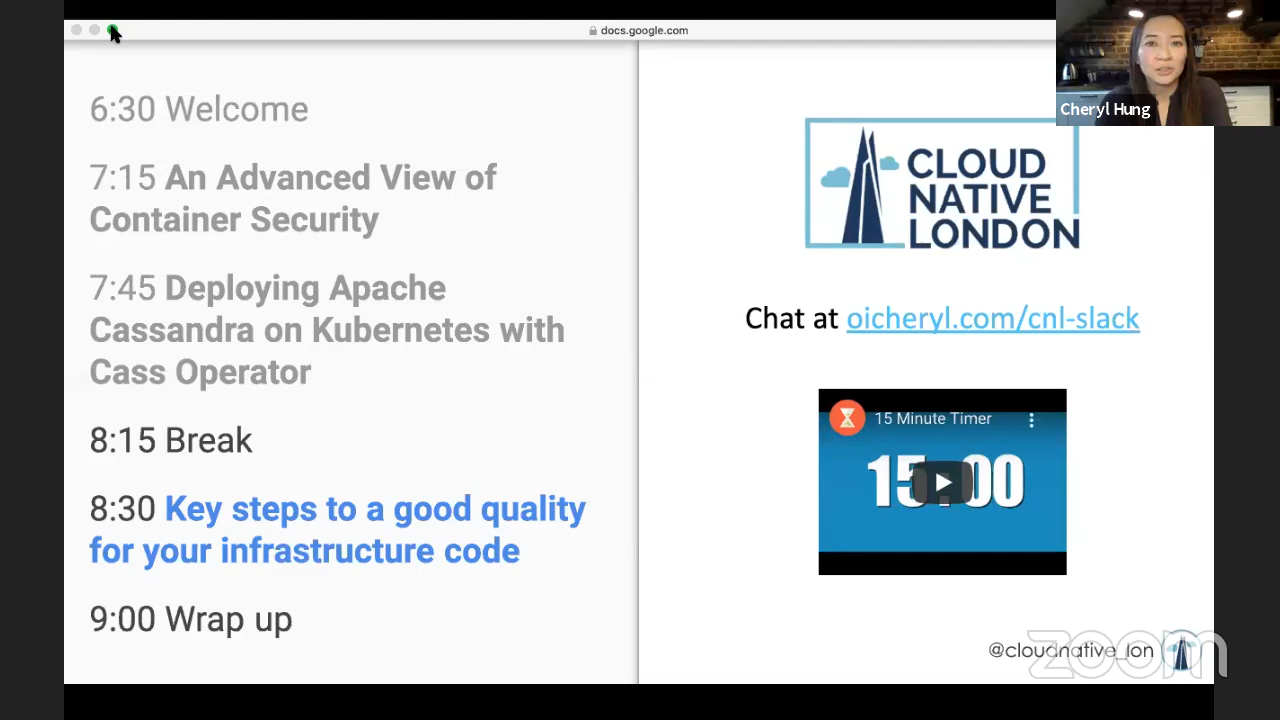 docs.google.com
Cheryl Hung
6:30 Welcome
7:15 An Advanced View of
Container Security
7:45 Deploying Apache
Cassandra on Kubernetes with
Cass Operator
8:15 Break
8:30 Key steps to a good quality
for your infrastructure code
9:00 Wrap up
CLOUD
NATIVE
LONDON
Chat at oicheryl.com/cnl-slack
15 Minute Timer
15:00
@cloudnative_lon
zoom